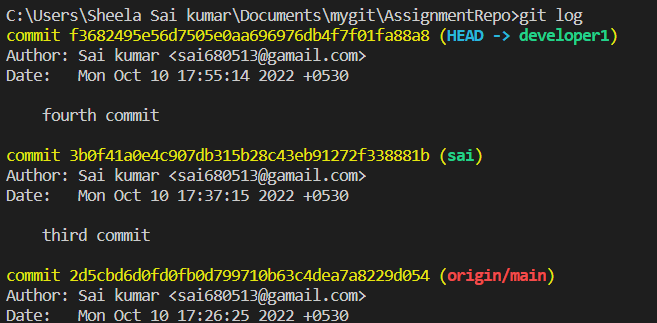 C:\Users\Sheela Sai kumar\Documents\mygit\AssignmentRepo>git log
commit f3682495e56d7505e0aa696976db4f7f01fa88a8 (HEAD -> developer1)
Author: Sai kumar <sai680513@gamail.com>
Date:   Mon Oct 10 17:55:14 2022 +0530
    fourth commit
commit 3b0f41a0e4c907db315b28c43eb91272f338881b (sai)
Author: Sai kumar <sai680513@gamail.com>
Date:   Mon Oct 10 17:37:15 2022 +0530
    third commit
commit 2d5cbd6d0fd0fb0d799710b63c4dea7a8229d054 (origin/main)
Author: Sai kumar <sai680513@gamail.com>
Date:   Mon Oct 10 17:26:25 2022 +0530